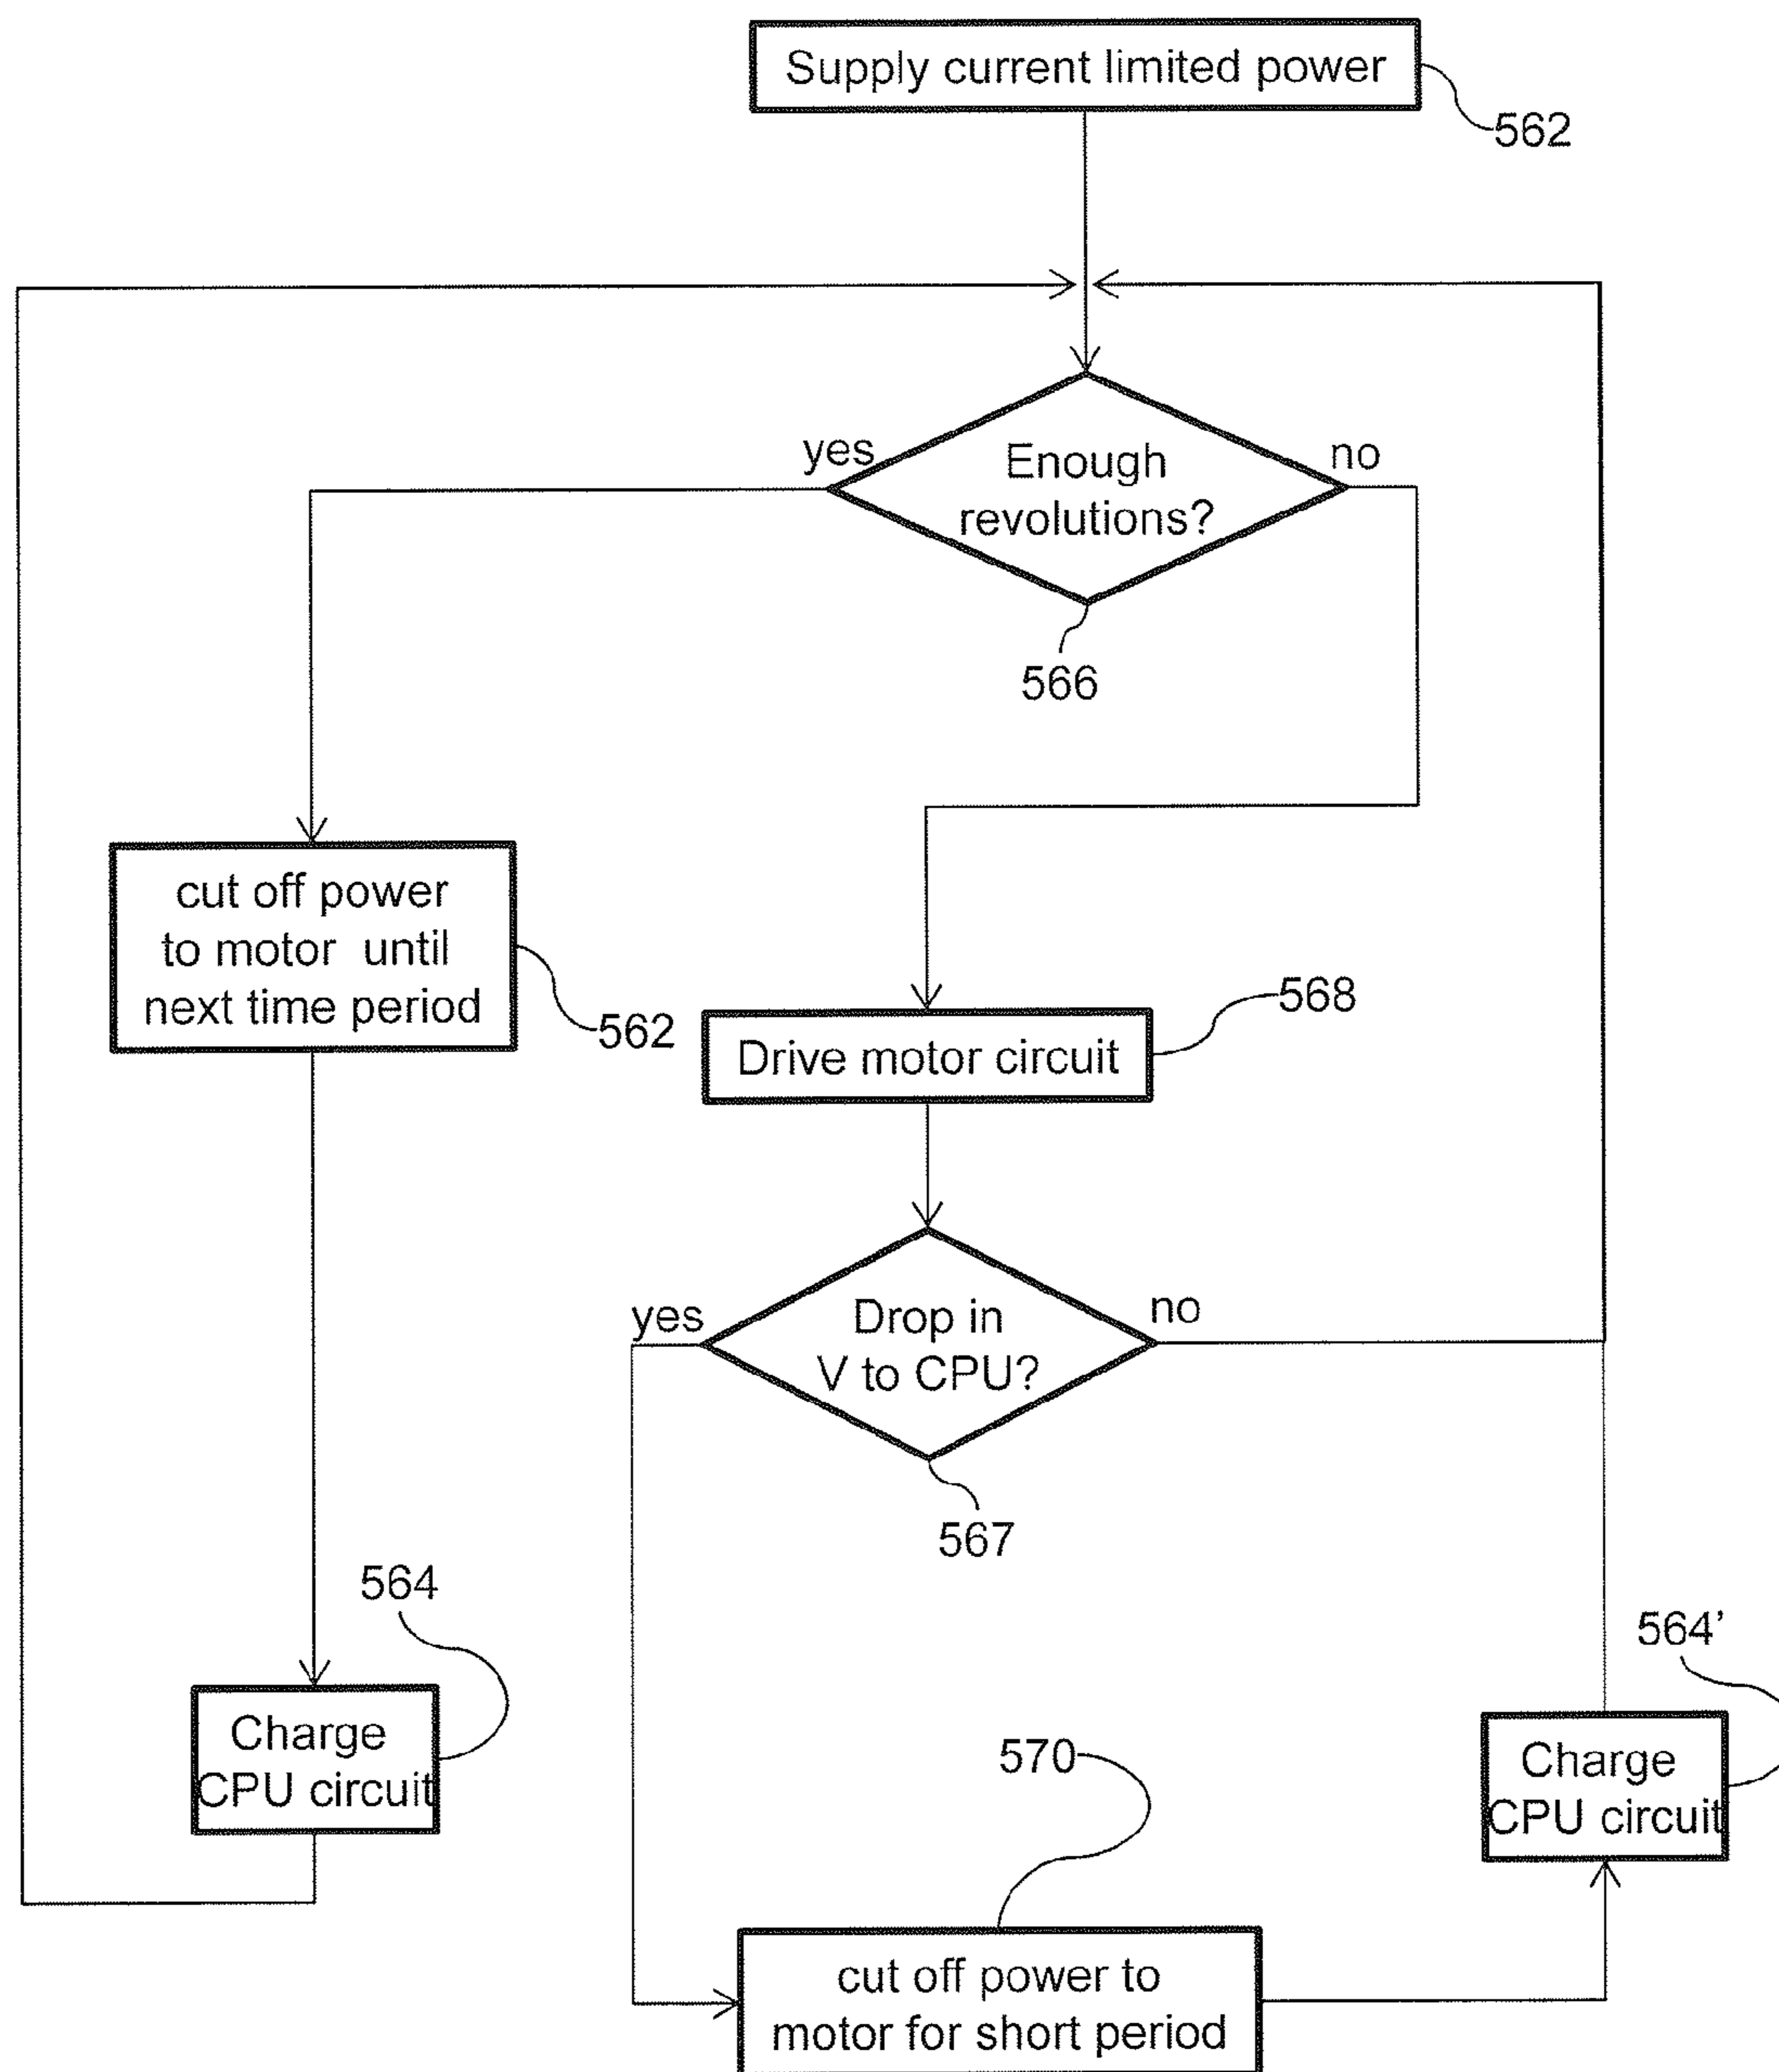 Supply current limited power
562
yes
Enough
revolutions?
no
566
cut off power
to motor until
next time period
562
568
Drive motor circuit
yes
Drop in
V to CPU?
no
567
564
Charge
CPU circuit
564’
Charge
CPU circuit
570
cut off power to
motor for short period